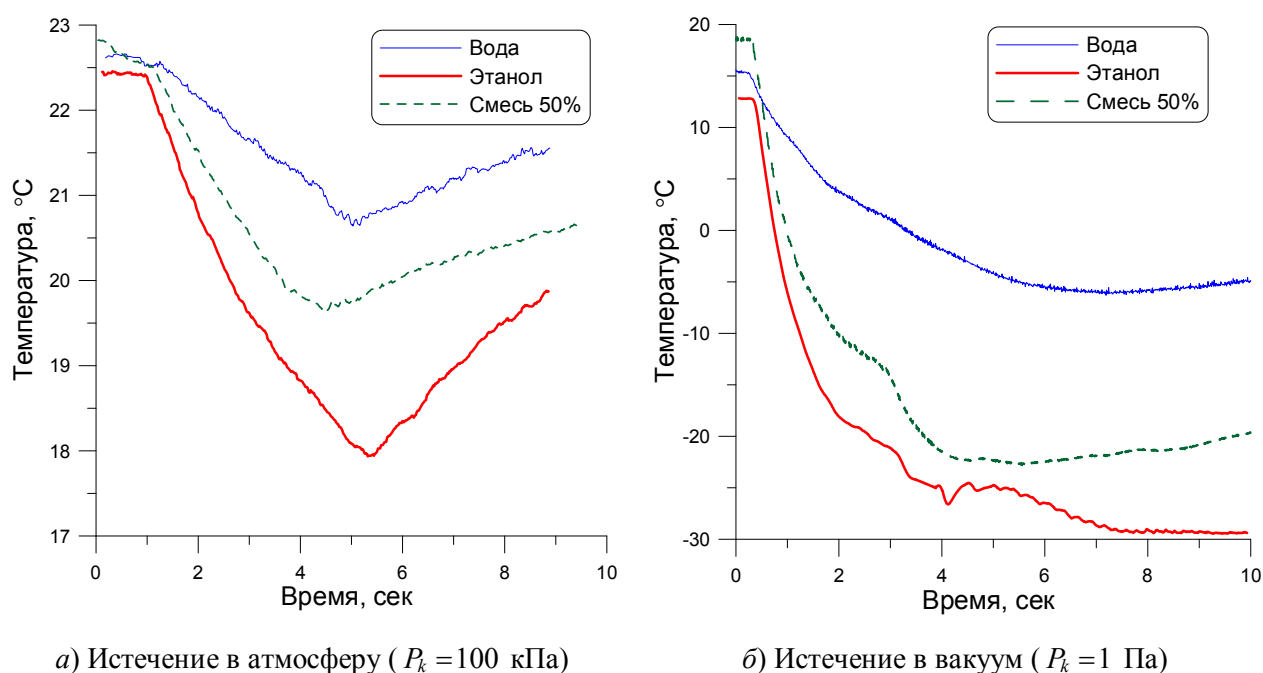 23
22
21
20
19
18
17
Температура, °C
0
2
4
6
8
10
Время, сек
Вода
Этанол
Смесь 50%
а) Истечение в атмосферу ( Pk =100 кПа)
20
10
0
-10
-20
-30
Температура, °C
0
2
4
6
8
10
Время, сек
Вода
Этанол
Смесь 50%
б) Истечение в вакуум ( Pk =1 Па)